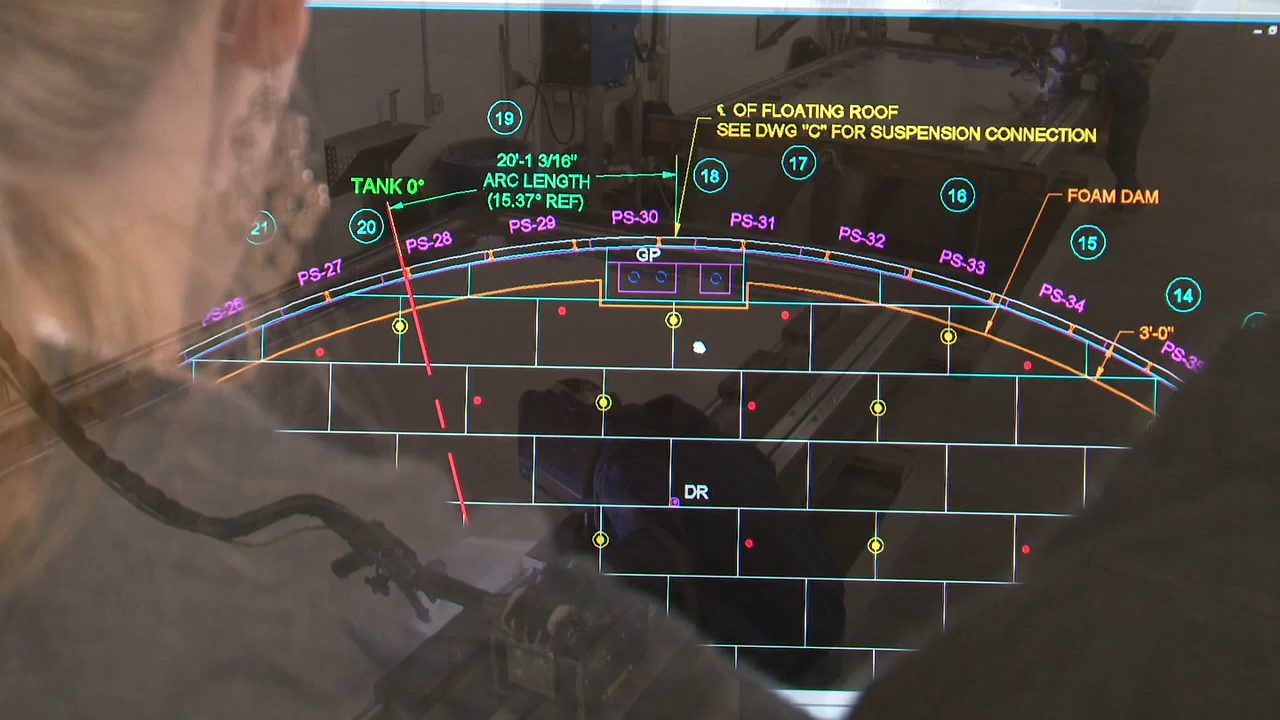 19
℄ OF FLOATING ROOF
SEE DWG "C" FOR SUSPENSION CONNECTION
20'-1 3/16"
ARC LENGTH
(15.37° REF)
TANK 0°
18
17
16
FOAM DAM
21
20
15
14
PS-26
PS-27
PS-28
PS-29
PS-30
PS-31
PS-32
PS-33
PS-34
PS-35
GP
3'-0"
DR